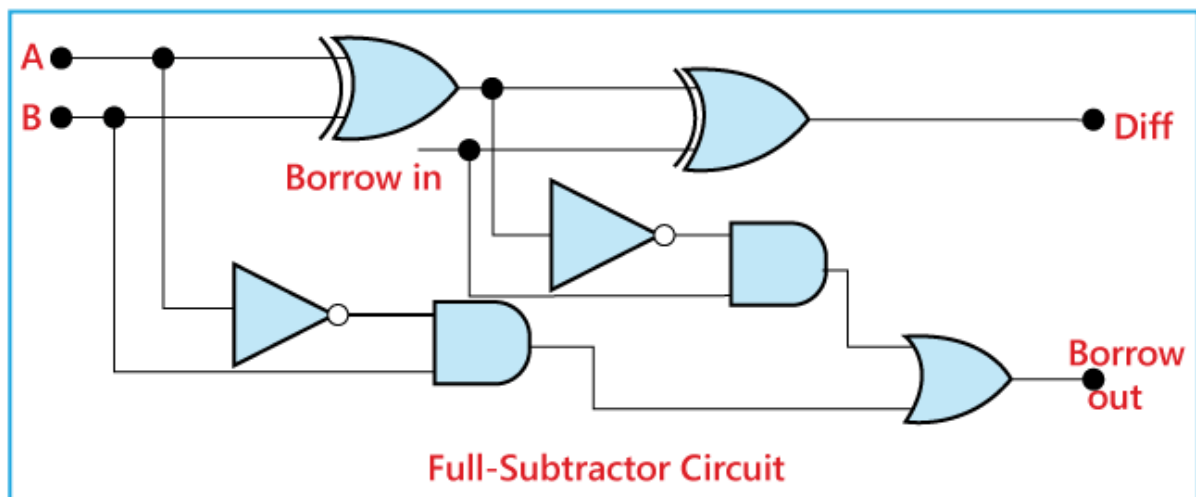 A
B
Borrow in
Diff
Borrow
out
Full-Subtractor Circuit